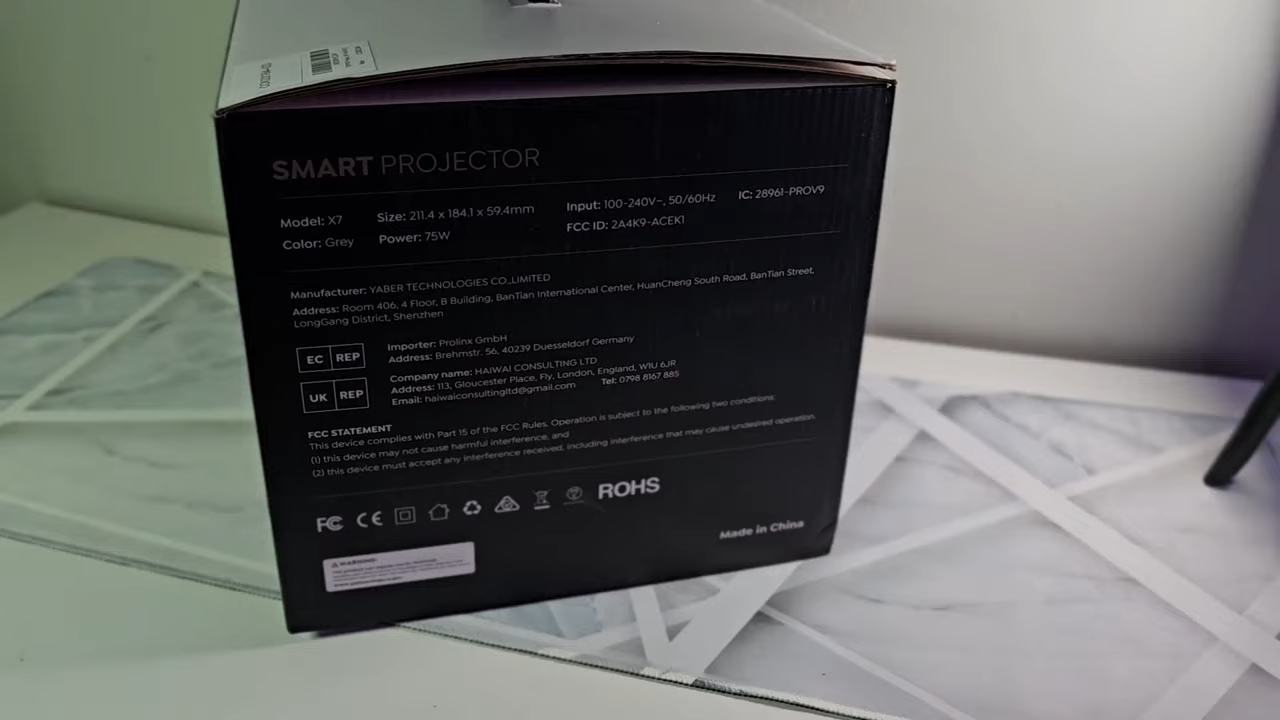 SMART PROJECTOR
Model: X7
Size: 211.4 x 184.1 x 59.4mm
Input: 100-240V~, 50/60Hz
IC: 28961-PROV9
Color: Grey
Power: 75W
FCC ID: 2A4K9-ACEK1
Manufacturer: YABER TECHNOLOGIES CO.,LIMITED
Address: Room 406, 4 Floor, B Building, BanTian International Center, HuanCheng South Road, BanTian Street,
LongGang District, Shenzhen
EC REP
Importer: Prolinx GmbH
Address: Brehmstr. 56, 40239 Duesseldorf Germany
UK REP
Company name: HAIWAI CONSULTING LTD
Address: 113, Gloucester Place, Fly, London, England, W1U 6JR
Email: haiwaiconsultingltd@gmail.com Tel: 0798 8167 885
FCC STATEMENT
This device complies with Part 15 of the FCC Rules. Operation is subject to the following two conditions:
(1) this device may not cause harmful interference, and
(2) this device must accept any interference received, including interference that may cause undesired operation.
FC CE ROHS
Made in China
WARNING: